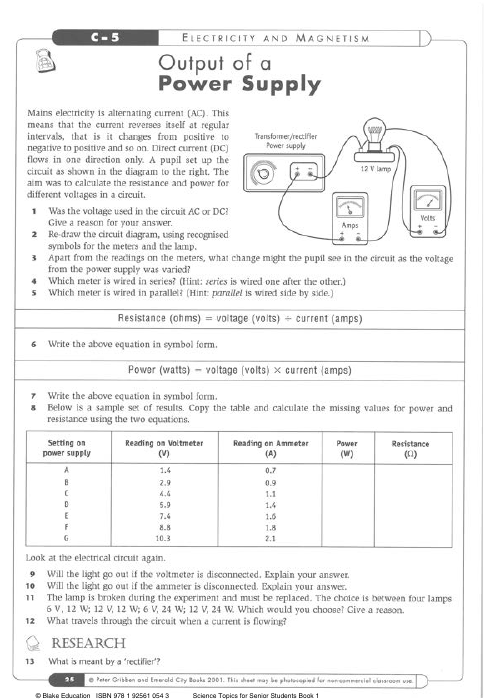 C-5
ELECTRICITY AND MAGNETISM
Output of a
Power Supply
Mains electricity is alternating current (AC). This
means that the current reverses itself at regular
intervals, that is it changes from positive to
negative to positive and so on. Direct current (DC)
flows in one direction only. A pupil set up the
circuit as shown in the diagram to the right. The
aim was to calculate the resistance and power for
different voltages in a circuit.
Transformer/rectifier
Power supply
12 V lamp
Amps
Volts
1 Was the voltage used in the circuit AC or DC?
Give a reason for your answer.
2 Re-draw the circuit diagram, using recognised
symbols for the meters and the lamp.
3 Apart from the readings on the meters, what change might the pupil see in the circuit as the voltage
from the power supply was varied?
4 Which meter is wired in series? (Hint: series is wired one after the other.)
5 Which meter is wired in parallel? (Hint: parallel is wired side by side.)
Resistance (ohms) = voltage (volts) ÷ current (amps)
6 Write the above equation in symbol form.
Power (watts) = voltage (volts) × current (amps)
7 Write the above equation in symbol form.
8 Below is a sample set of results. Copy the table and calculate the missing values for power and
resistance using the two equations.
Setting on power supply Reading on Voltmeter (V) Reading on Ammeter (A) Power (W) Resistance (Ω)
A 1.4 0.7
B 2.9 0.9
C 4.4 1.1
D 5.9 1.4
E 7.4 1.6
F 8.8 1.8
G 10.3 2.1
Look at the electrical circuit again.
9 Will the light go out if the voltmeter is disconnected. Explain your answer.
10 Will the light go out if the ammeter is disconnected. Explain your answer.
11 The lamp is broken during the experiment and must be replaced. The choice is between four lamps
6 V, 12 W; 12 V, 12 W; 6 V, 24 W; 12 V, 24 W. Which would you choose? Give a reason.
12 What travels through the circuit when a current is flowing?
RESEARCH
13 What is meant by a 'rectifier'?
26 © Peter Gribben and Emerald City Books 2001. This sheet may be photocopied for non-commercial classroom use.
© Blake Education ISBN 978 1 92561 054 3 Science Topics for Senior Students Book 1